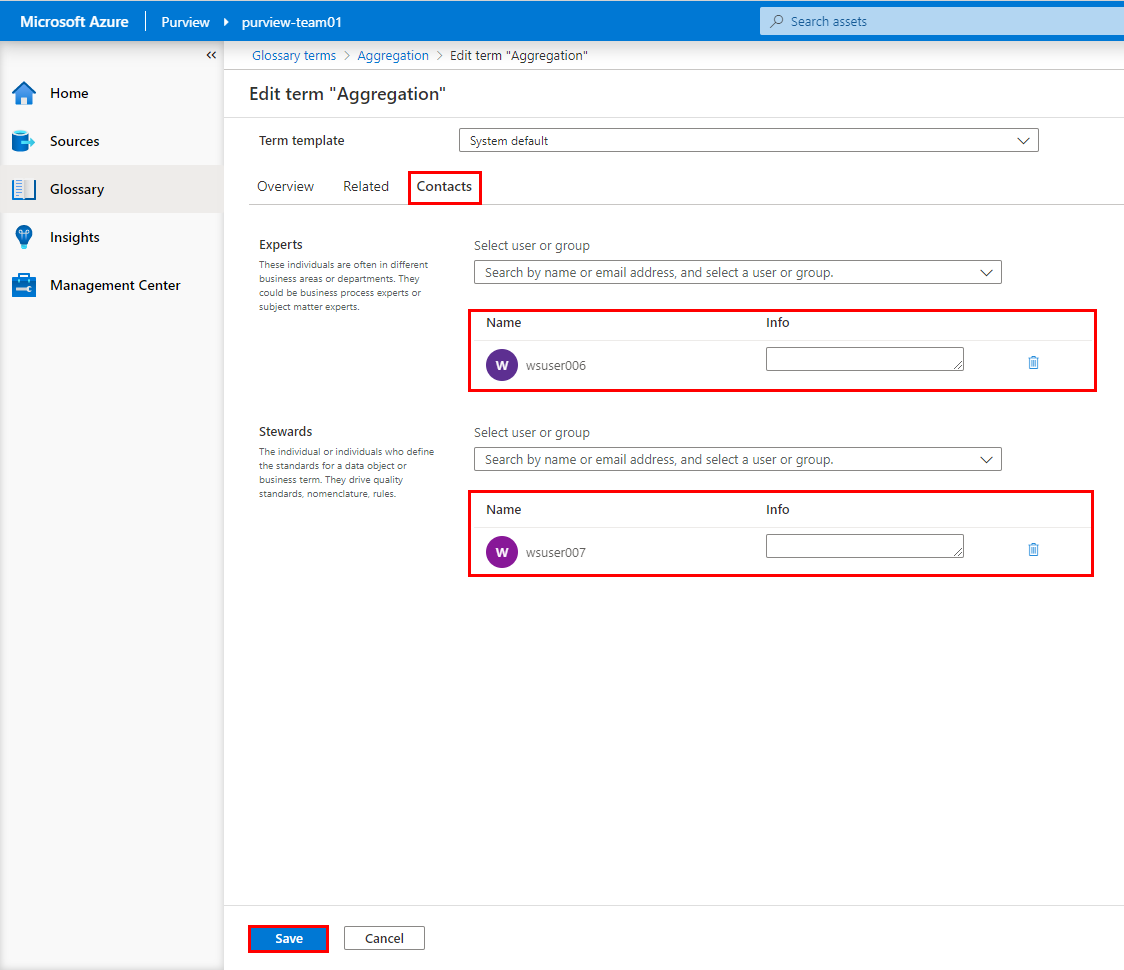 Microsoft Azure
Purview
purview-team01
Search assets
Glossary terms
Aggregation
Edit term "Aggregation"
Home
Sources
Glossary
Insights
Management Center
Edit term "Aggregation"
Term template
System default
Overview
Related
Contacts
Experts
These individuals are often in different
business areas or departments. They
could be business process experts or
subject matter experts.
Select user or group
Search by name or email address, and select a user or group.
Name
Info
W
wsuser006
Stewards
The individual or individuals who define
the standards for a data object or
business term. They drive quality
standards, nomenclature, rules.
Select user or group
Search by name or email address, and select a user or group.
Name
Info
W
wsuser007
Save
Cancel